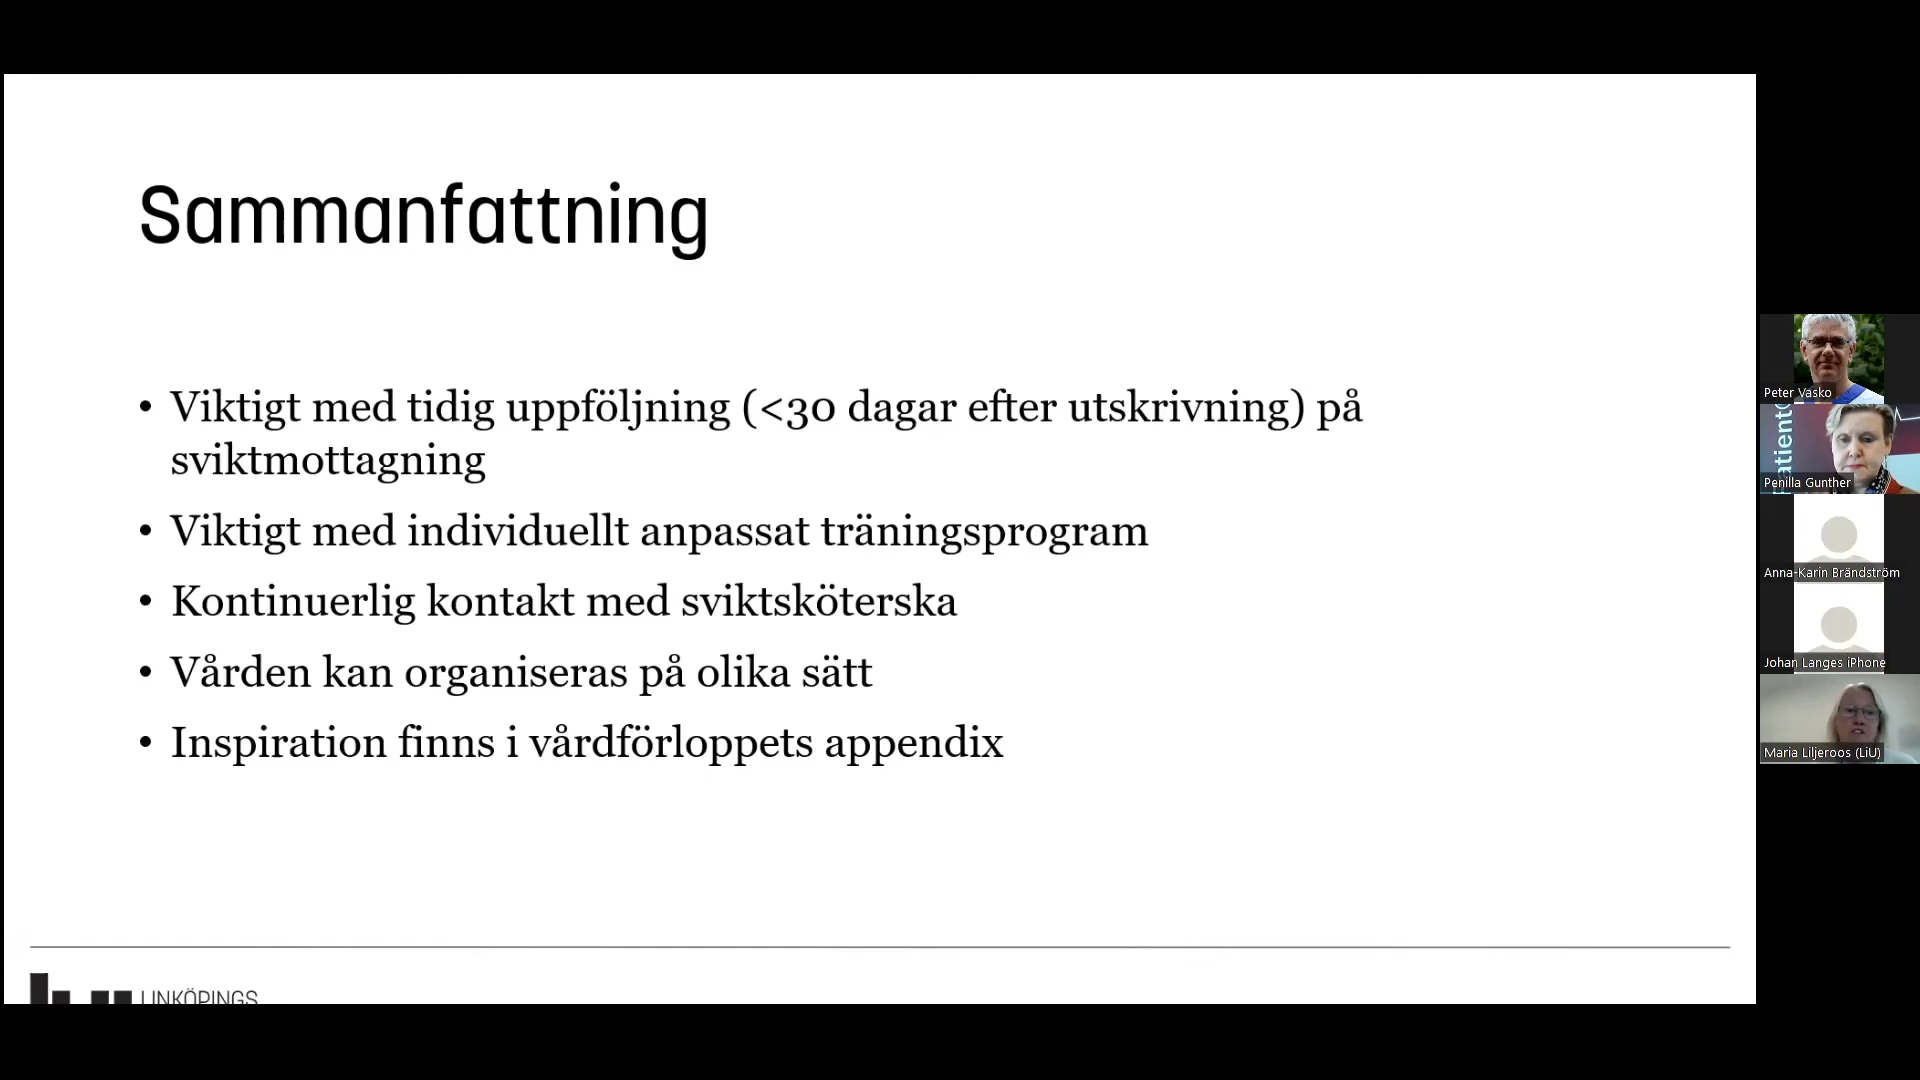 Sammanfattning
• Viktigt med tidig uppföljning (<30 dagar efter utskrivning) på
sviktmottagning
• Viktigt med individuellt anpassat träningsprogram
• Kontinuerlig kontakt med sviktsköterska
• Vården kan organiseras på olika sätt
• Inspiration finns i vårdförloppets appendix
LINKÖPINGS
Peter Vasko
atient
Penilla Gunther
Anna-Karin Brändström
Johan Langes iPhone
Maria Liljeroos (LiU)